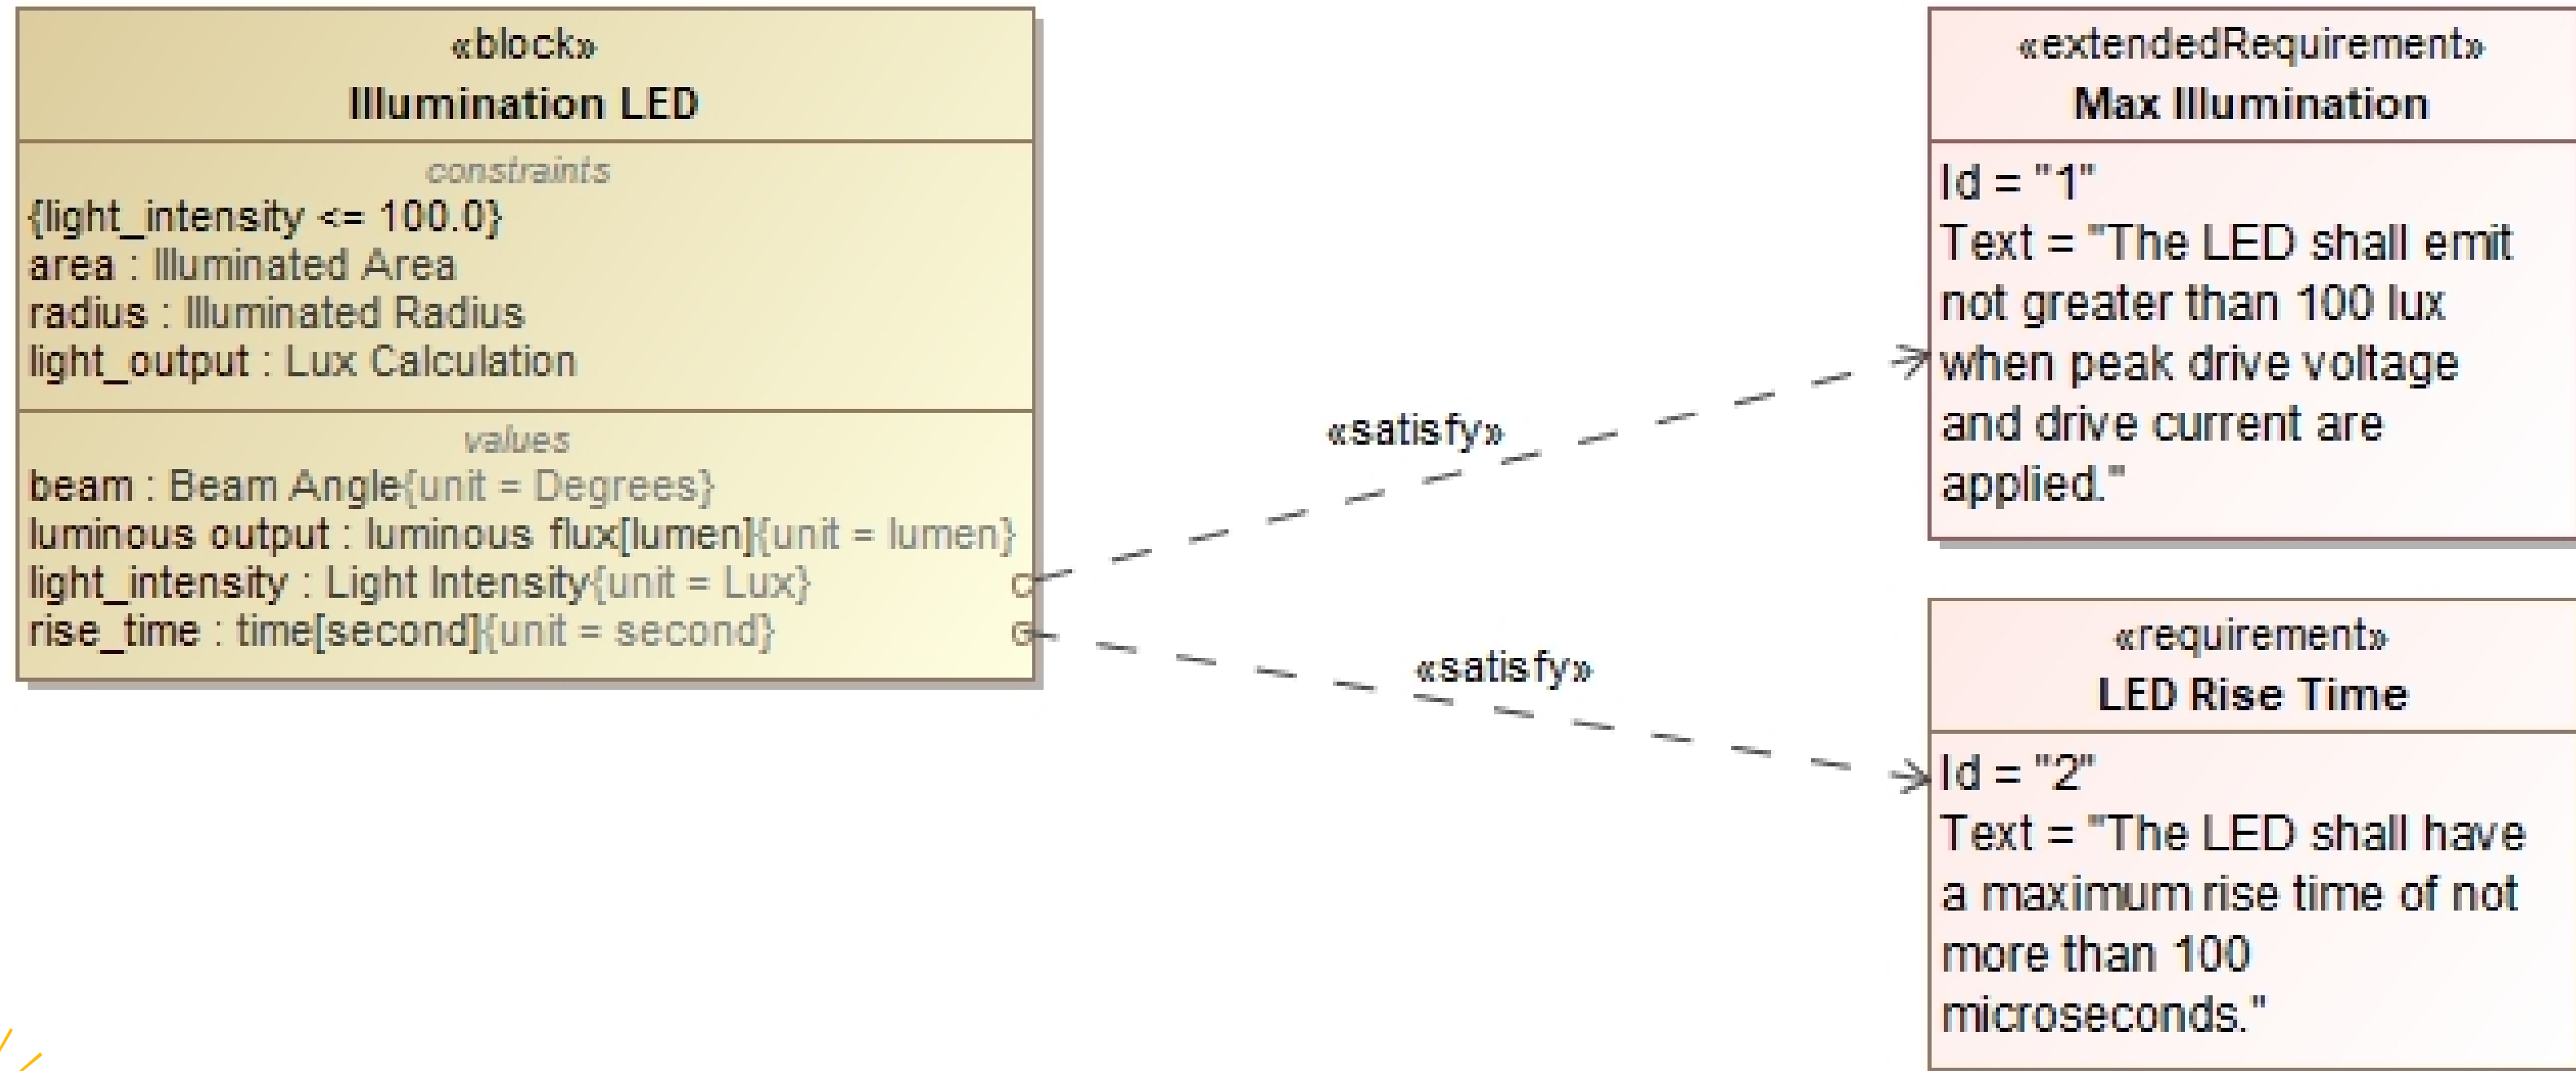 «block»
Illumination LED
constraints
{light_intensity <= 100.0}
area : Illuminated Area
radius : Illuminated Radius
light_output : Lux Calculation
values
beam : Beam Angle{unit = Degrees}
luminous output : luminous flux[lumen]{unit = lumen}
light_intensity : Light Intensity{unit = Lux}
rise_time : time[second]{unit = second}
«satisfy»
«satisfy»
«extendedRequirement»
Max Illumination
Id = "1"
Text = "The LED shall emit
not greater than 100 lux
when peak drive voltage
and drive current are
applied."
«requirement»
LED Rise Time
Id = "2"
Text = "The LED shall have
a maximum rise time of not
more than 100
microseconds."